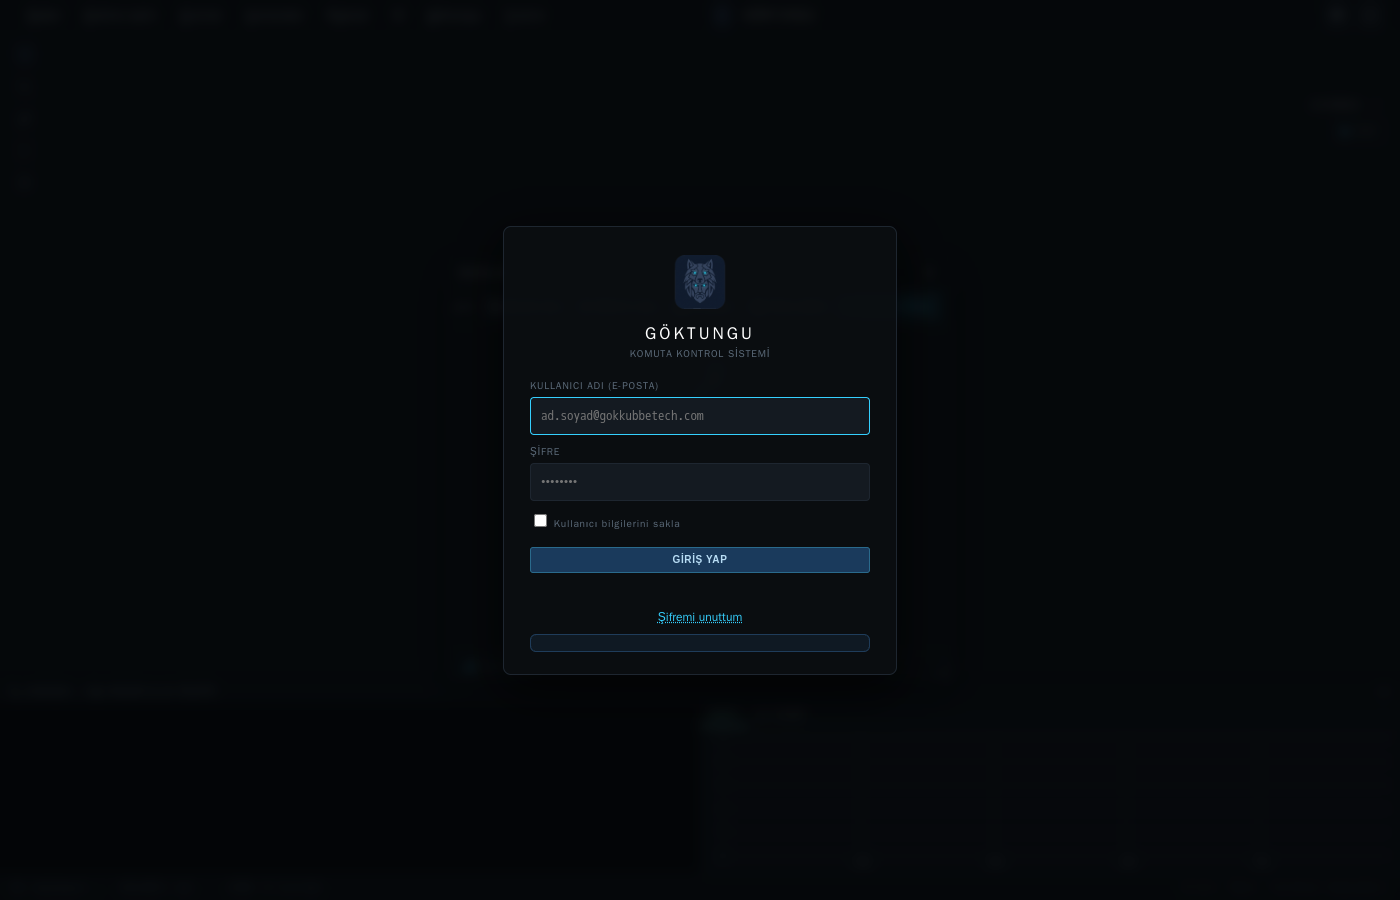 GÖKTUNGU
KOMUTA KONTROL SİSTEMİ
KULLANICI ADI (E-POSTA)
ad.soyad@gokkubbetech.com
ŞİFRE
••••••••
Kullanıcı bilgilerini sakla
GİRİŞ YAP
Şifremi unuttum